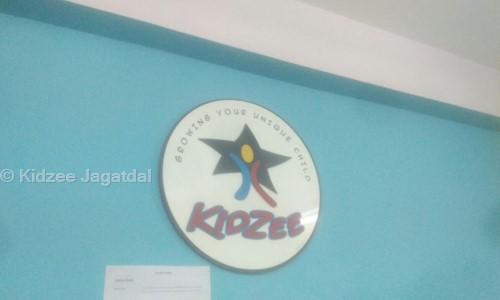 GROWING YOUR UNIQUE CHILD
© Kidzee Jagatdal
KIDZEE